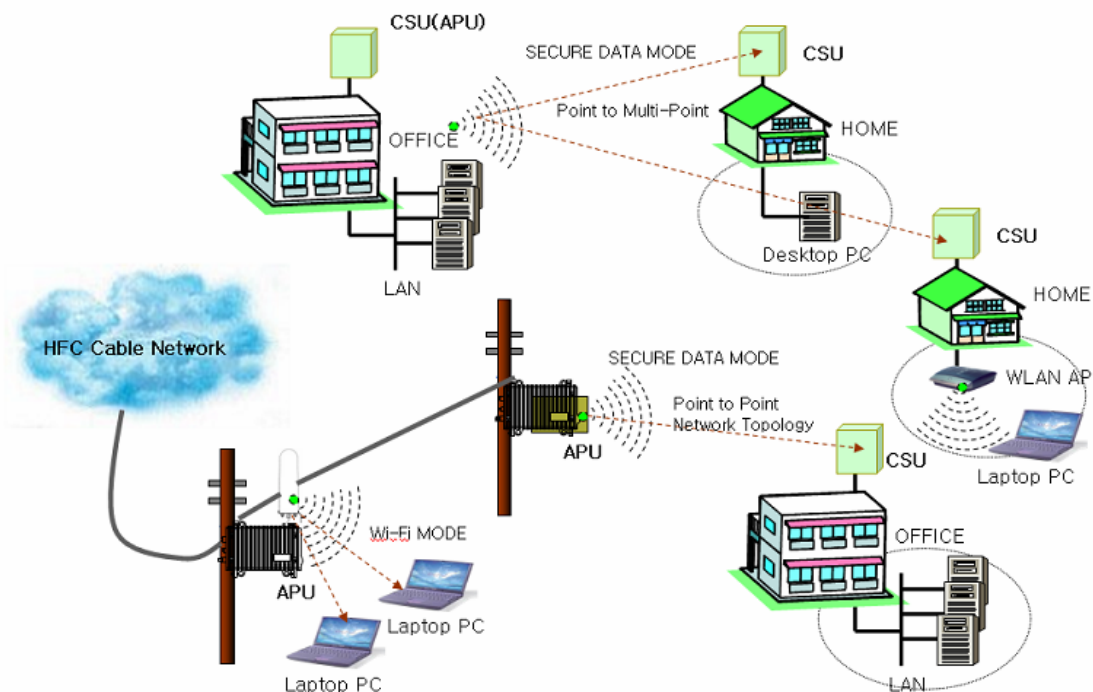 CSU(APU)
SECURE DATA MODE
CSU
Point to Multi-Point
OFFICE
HOME
CSU
Desktop PC
LAN
HOME
HFC Cable Network
SECURE DATA MODE
WLAN AP
Point to Point
Network Topology
APU
CSU
Laptop PC
Wi-Fi MODE
OFFICE
APU
Laptop PC
Laptop PC
LAN